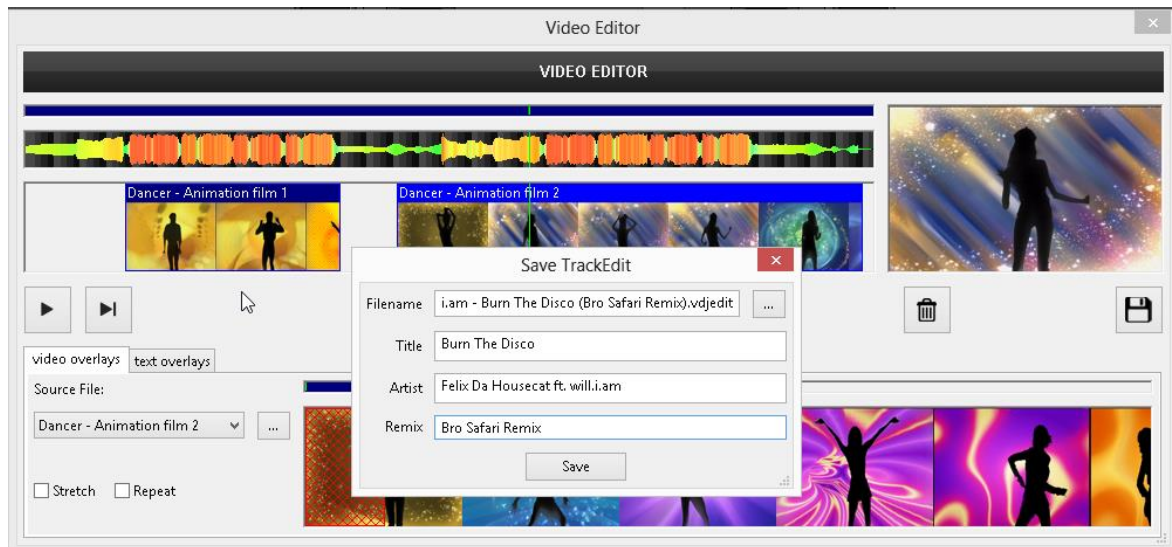 Video Editor
VIDEO EDITOR
Dancer - Animation film 1
Dancer - Animation film 2
Save TrackEdit
Filename
i.am - Burn The Disco (Bro Safari Remix).vdjedit
...
Title
Burn The Disco
Artist
Felix Da Housecat ft. will.i.am
Remix
Bro Safari Remix
Save
video overlays
text overlays
Source File:
Dancer - Animation film 2
...
Stretch
Repeat